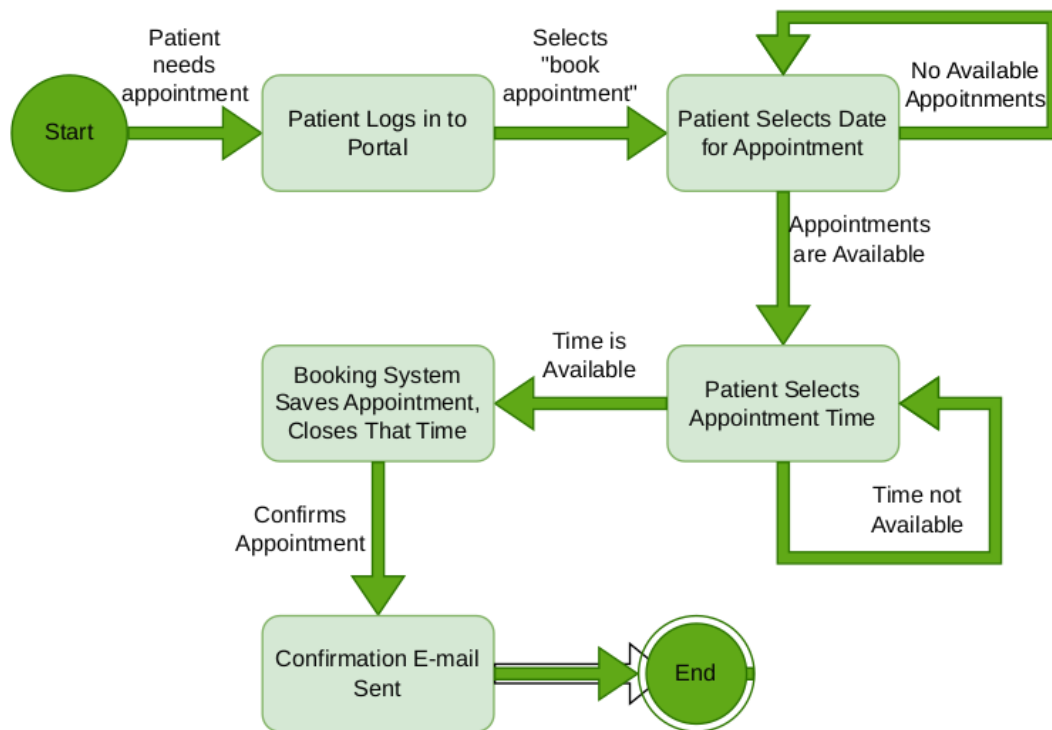 Start
Patient
needs
appointment
Patient Logs in to
Portal
Selects
"book
appointment"
Patient Selects Date
for Appointment
No Available
Appoitnments
Appointments
are Available
Patient Selects
Appointment Time
Time not
Available
Time is
Available
Booking System
Saves Appointment,
Closes That Time
Confirms
Appointment
Confirmation E-mail
Sent
End